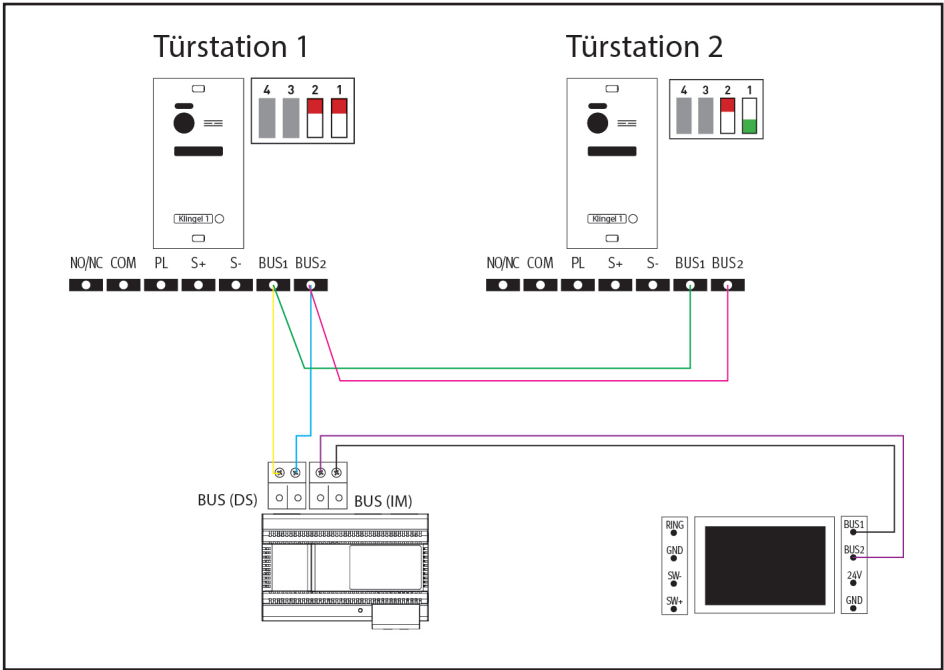 Türstation 1
Türstation 2
4 3 2 1
4 3 2 1
Klingel 1
Klingel 1
NO/NC COM PL S+ S- BUS1 BUS2
NO/NC COM PL S+ S- BUS1 BUS2
BUS (DS)
BUS (IM)
RING
GND
SW-
SW+
BUS1
BUS2
24V
GND